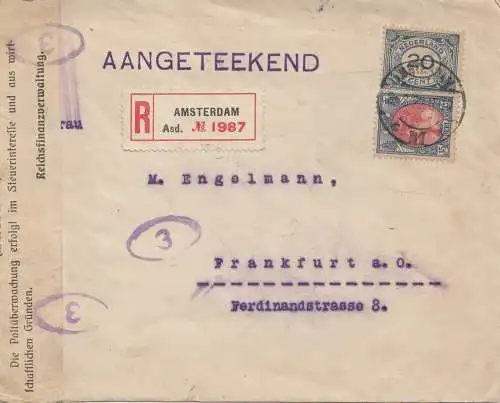 AANGETEEKEND
R
AMSTERDAM
Asd. № 1987
NEDERLAND
20
CENT
rau
M. Engelmann,
3
Frankfurt a.O.
Ferdinandstrasse 8.
3
Die Postüberwachung erfolgt im Steuerinteresse und aus wirt-
schaftlichen Gründen.
Reichsfinanzverwaltung.